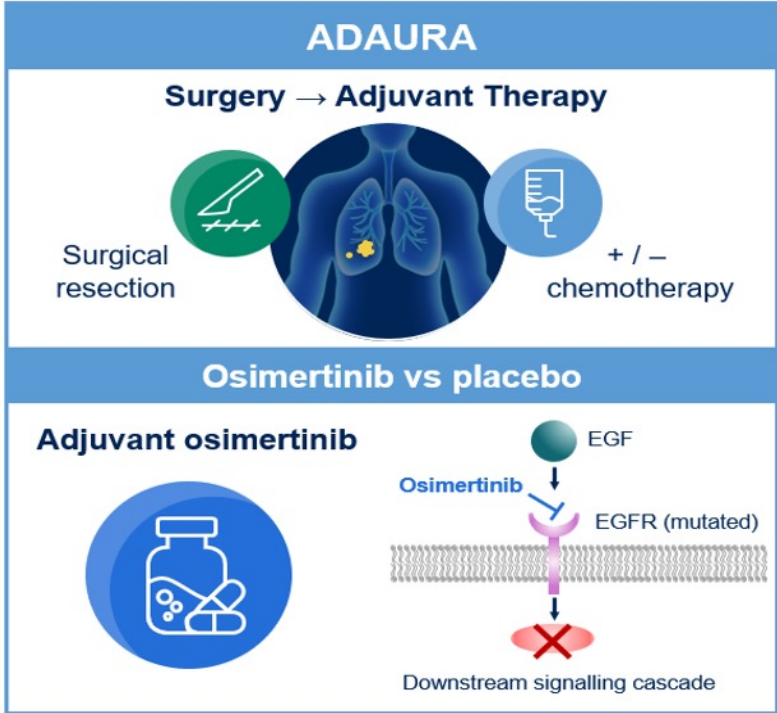 ADAURA
Surgery → Adjuvant Therapy
Surgical
resection
+ / –
chemotherapy
Osimertinib vs placebo
Adjuvant osimertinib
EGF
Osimertinib
EGFR (mutated)
Downstream signalling cascade